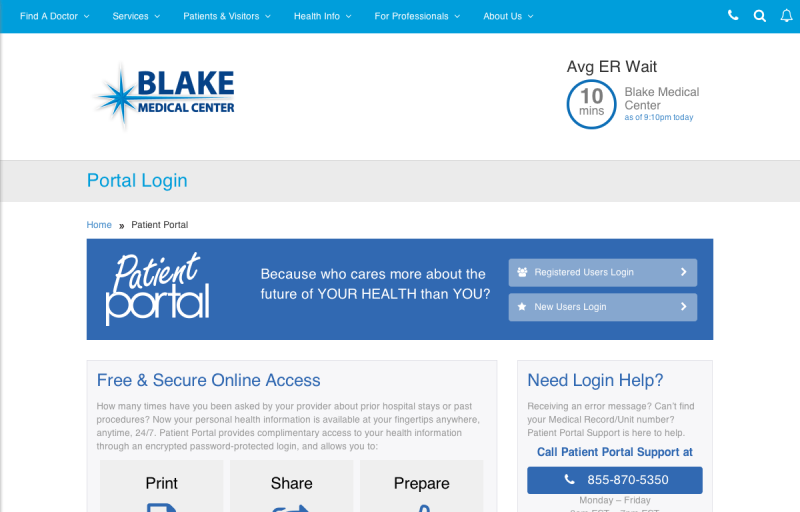 Find A Doctor Services Patients & Visitors Health Info For Professionals About Us
BLAKE
MEDICAL CENTER
Avg ER Wait
10
mins
Blake Medical
Center
as of 9:10pm today
Portal Login
Home » Patient Portal
Patient
portal
Because who cares more about the
future of YOUR HEALTH than YOU?
Registered Users Login
New Users Login
Free & Secure Online Access
How many times have you been asked by your provider about prior hospital stays or past
procedures? Now your personal health information is available at your fingertips anywhere,
anytime, 24/7. Patient Portal provides complimentary access to your health information
through an encrypted password-protected login, and allows you to:
Print
Share
Prepare
Need Login Help?
Receiving an error message? Can't find
your Medical Record/Unit number?
Patient Portal Support is here to help.
Call Patient Portal Support at
855-870-5350
Monday – Friday